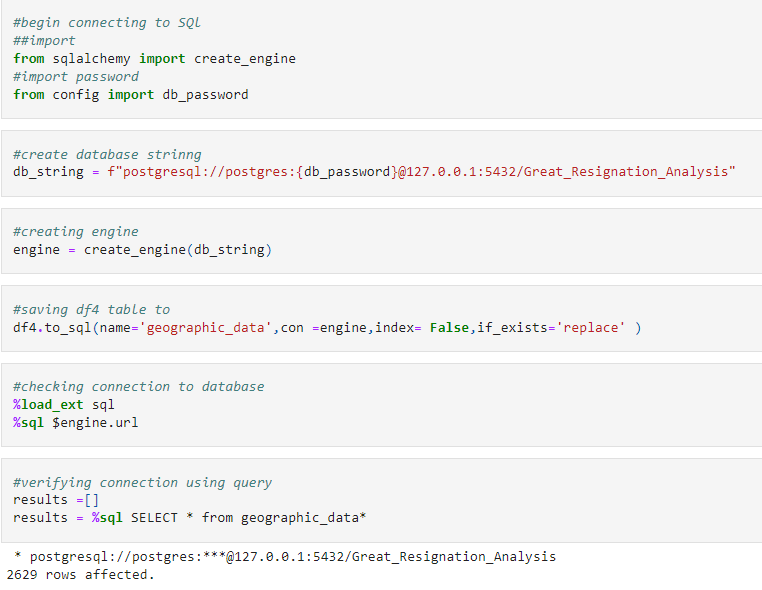 #begin connecting to SQl
##import
from sqlalchemy import create_engine
#import password
from config import db_password
#create database strinng
db_string = f"postgresql://postgres:{db_password}@127.0.0.1:5432/Great_Resignation_Analysis"
#creating engine
engine = create_engine(db_string)
#saving df4 table to
df4.to_sql(name='geographic_data',con =engine,index= False,if_exists='replace' )
#checking connection to database
%load_ext sql
%sql $engine.url
#verifying connection using query
results =[]
results = %sql SELECT * from geographic_data*
* postgresql://postgres:***@127.0.0.1:5432/Great_Resignation_Analysis
2629 rows affected.